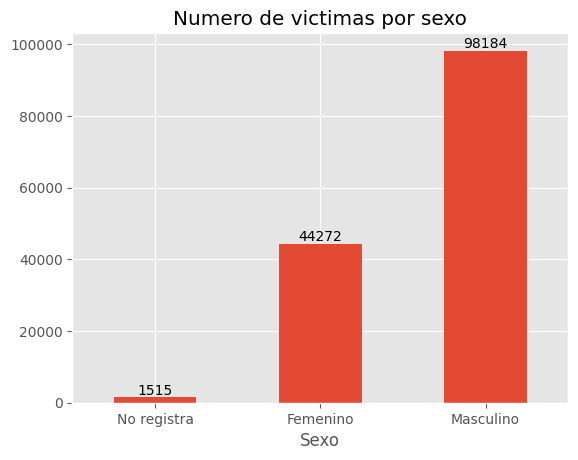 Numero de victimas por sexo
100000
80000
60000
40000
20000
0
1515
44272
98184
No registra
Femenino
Masculino
Sexo